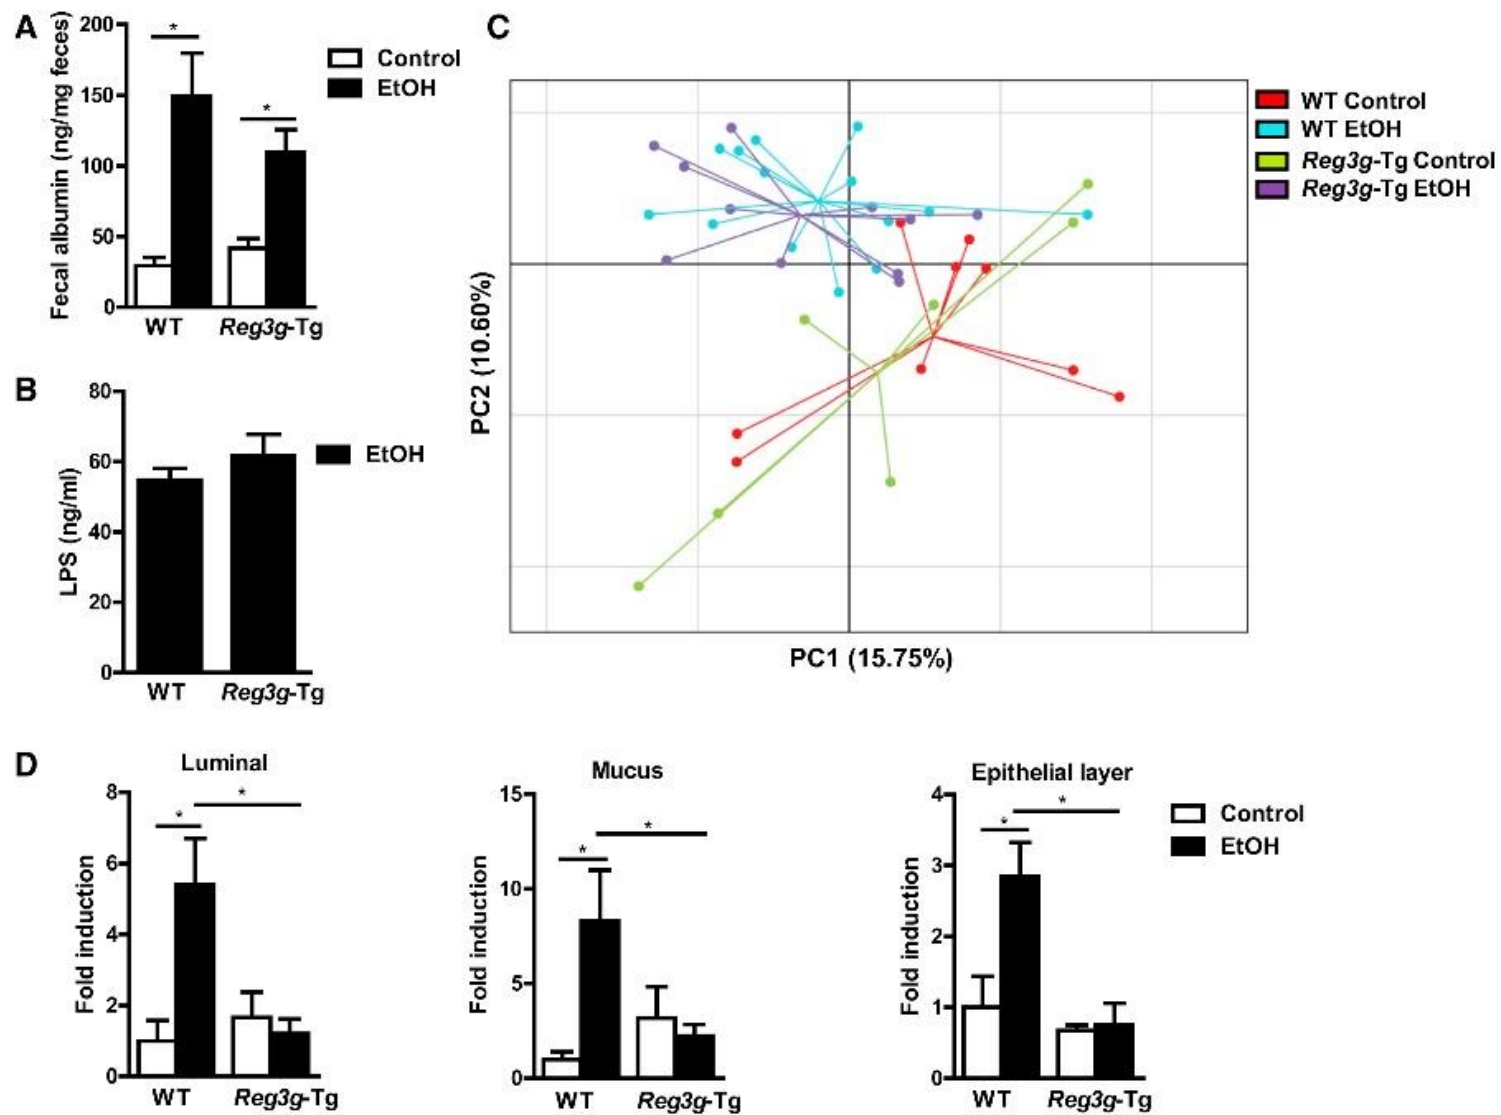 A
Fecal albumin (ng/mg feces)
200
150
100
50
0
*
*
WT
Reg3g-Tg
Control
EtOH
B
LPS (ng/ml)
80
60
40
20
0
WT
Reg3g-Tg
EtOH
C
PC2 (10.60%)
PC1 (15.75%)
WT Control
WT EtOH
Reg3g-Tg Control
Reg3g-Tg EtOH
D
Luminal
Fold induction
8
6
4
2
0
*
*
WT
Reg3g-Tg
Mucus
Fold induction
15
10
5
0
*
*
WT
Reg3g-Tg
Epithelial layer
Fold induction
4
3
2
1
0
*
*
WT
Reg3g-Tg
Control
EtOH